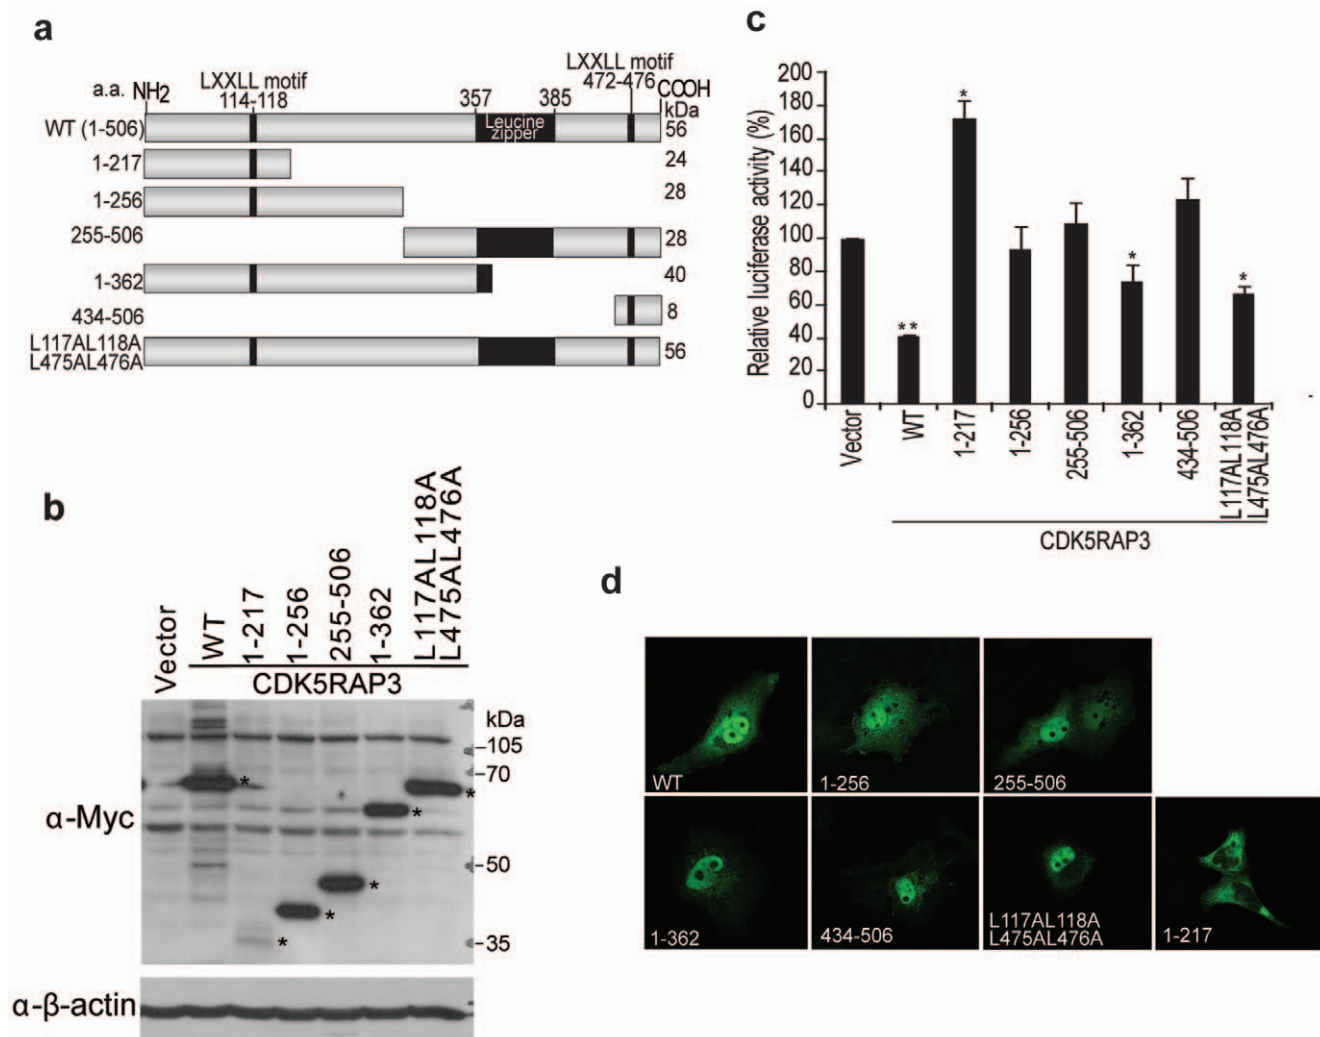 a
LXXLL motif
114-118
LXXLL motif
472-476
a.a. NH2
357
385
COOH
kDa
WT (1-506)
Leucine
zipper
56
1-217
24
1-256
28
255-506
28
1-362
40
434-506
8
L117AL118A
L475AL476A
56
b
Vector
WT
1-217
1-256
255-506
1-362
L117AL118A
L475AL476A
CDK5RAP3
kDa
-105
-70
-50
-35
α-Myc
*
*
*
*
*
*
α-β-actin
c
Relative luciferase activity (%)
200
180
160
140
120
100
80
60
40
20
0
**
*
*
*
Vector
WT
1-217
1-256
255-506
1-362
434-506
L117AL118A
L475AL476A
CDK5RAP3
d
WT
1-256
255-506
1-362
434-506
L117AL118A
L475AL476A
1-217